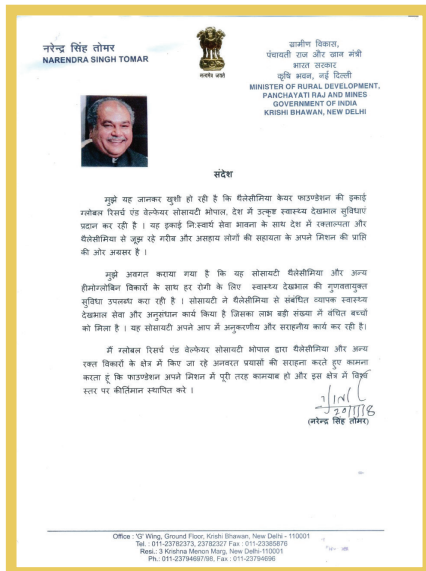 नरेन्द्र सिंह तोमर
NARENDRA SINGH TOMAR
सत्यमेव जयते
ग्रामीण विकास,
पंचायती राज और खान मंत्री
भारत सरकार
कृषि भवन, नई दिल्ली
MINISTER OF RURAL DEVELOPMENT,
PANCHAYATI RAJ AND MINES
GOVERNMENT OF INDIA
KRISHI BHAWAN, NEW DELHI
संदेश
मुझे यह जानकर खुशी हो रही है कि थैलेसीमिया केयर फाउण्डेशन की इकाई
ग्लोबल रिसर्च एंड वेल्फेयर सोसायटी भोपाल, देश में उत्कृष्ट स्वास्थ्य देखभाल सुविधाएं
प्रदान कर रही है । यह इकाई निःस्वार्थ सेवा भावना के साथ देश में रक्ताल्पता और
थैलेसीमिया से जूझ रहे गरीब और असहाय लोगों की सहायता के अपने मिशन की प्राप्ति
की ओर अग्रसर है ।
मुझे अवगत कराया गया है कि यह सोसायटी थैलेसीमिया और अन्य
हीमोग्लोबिन विकारों के साथ हर रोगी के लिए स्वास्थ्य देखभाल की गुणवत्तायुक्त
सुविधा उपलब्ध करा रही है । सोसायटी ने थैलेसीमिया से संबंधित व्यापक स्वास्थ्य
देखभाल सेवा और अनुसंधान कार्य किया है जिसका लाभ बड़ी संख्या में वंचित बच्चों
को मिला है । यह सोसायटी अपने आप में अनुकरणीय और सराहनीय कार्य कर रही है।
मैं ग्लोबल रिसर्च एंड वेल्फेयर सोसायटी भोपाल द्वारा थैलेसीमिया और अन्य
रक्त विकारों के क्षेत्र में किए जा रहे अनवरत प्रयासों की सराहना करते हुए कामना
करता हूं कि फाउण्डेशन अपने मिशन में पूरी तरह कामयाब हो और इस क्षेत्र में विश्व
स्तर पर कीर्तिमान स्थापित करे ।
(नरेन्द्र सिंह तोमर)
Office : 'G' Wing, Ground Floor, Krishi Bhawan, New Delhi - 110001
Tel. : 011-23782373, 23782327 Fax : 011-23385876
Resi.: 3 Krishna Menon Marg, New Delhi-110001
Ph.: 011-23794697/98, Fax : 011-23794696